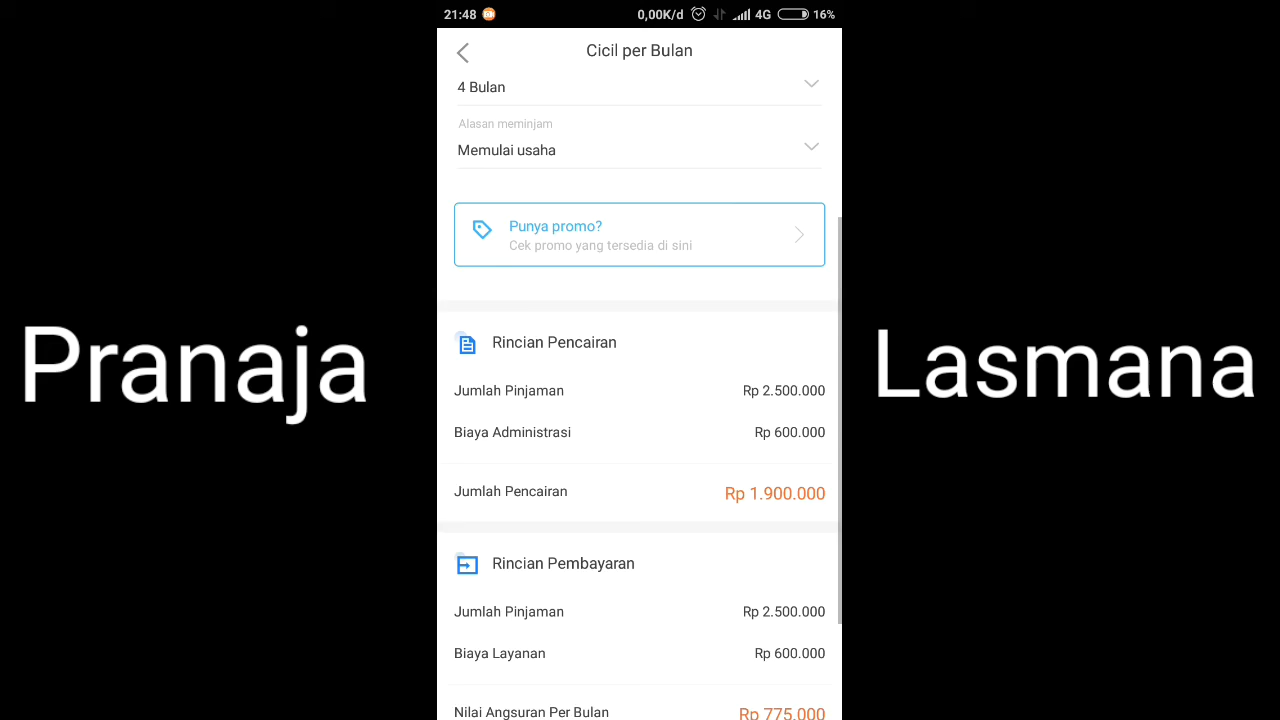 21:48 0,00K/d 4G 16%
Cicil per Bulan
4 Bulan
Alasan meminjam
Memulai usaha
Punya promo?
Cek promo yang tersedia di sini
Pranaja
Lasmana
Rincian Pencairan
Jumlah Pinjaman Rp 2.500.000
Biaya Administrasi Rp 600.000
Jumlah Pencairan Rp 1.900.000
Rincian Pembayaran
Jumlah Pinjaman Rp 2.500.000
Biaya Layanan Rp 600.000
Nilai Angsuran Per Bulan Rp 775.000